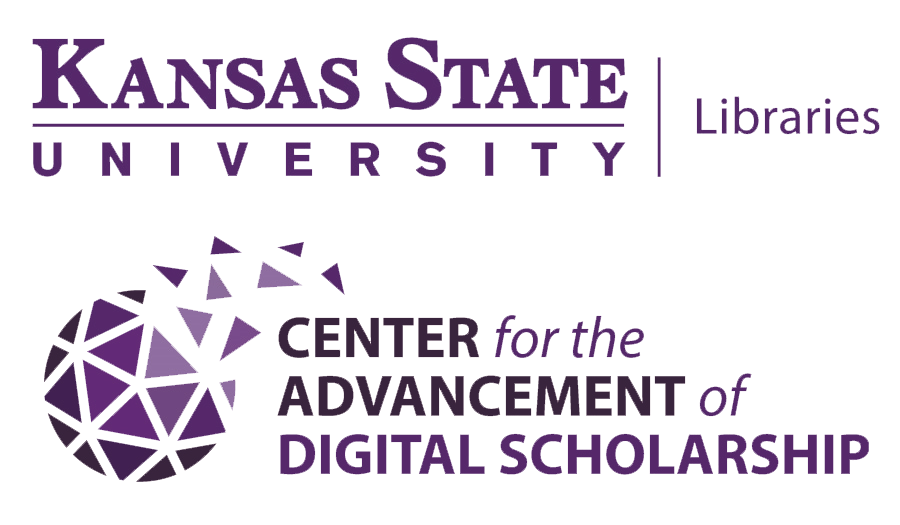 KANSAS STATE
UNIVERSITY
Libraries
CENTER for the
ADVANCEMENT of
DIGITAL SCHOLARSHIP